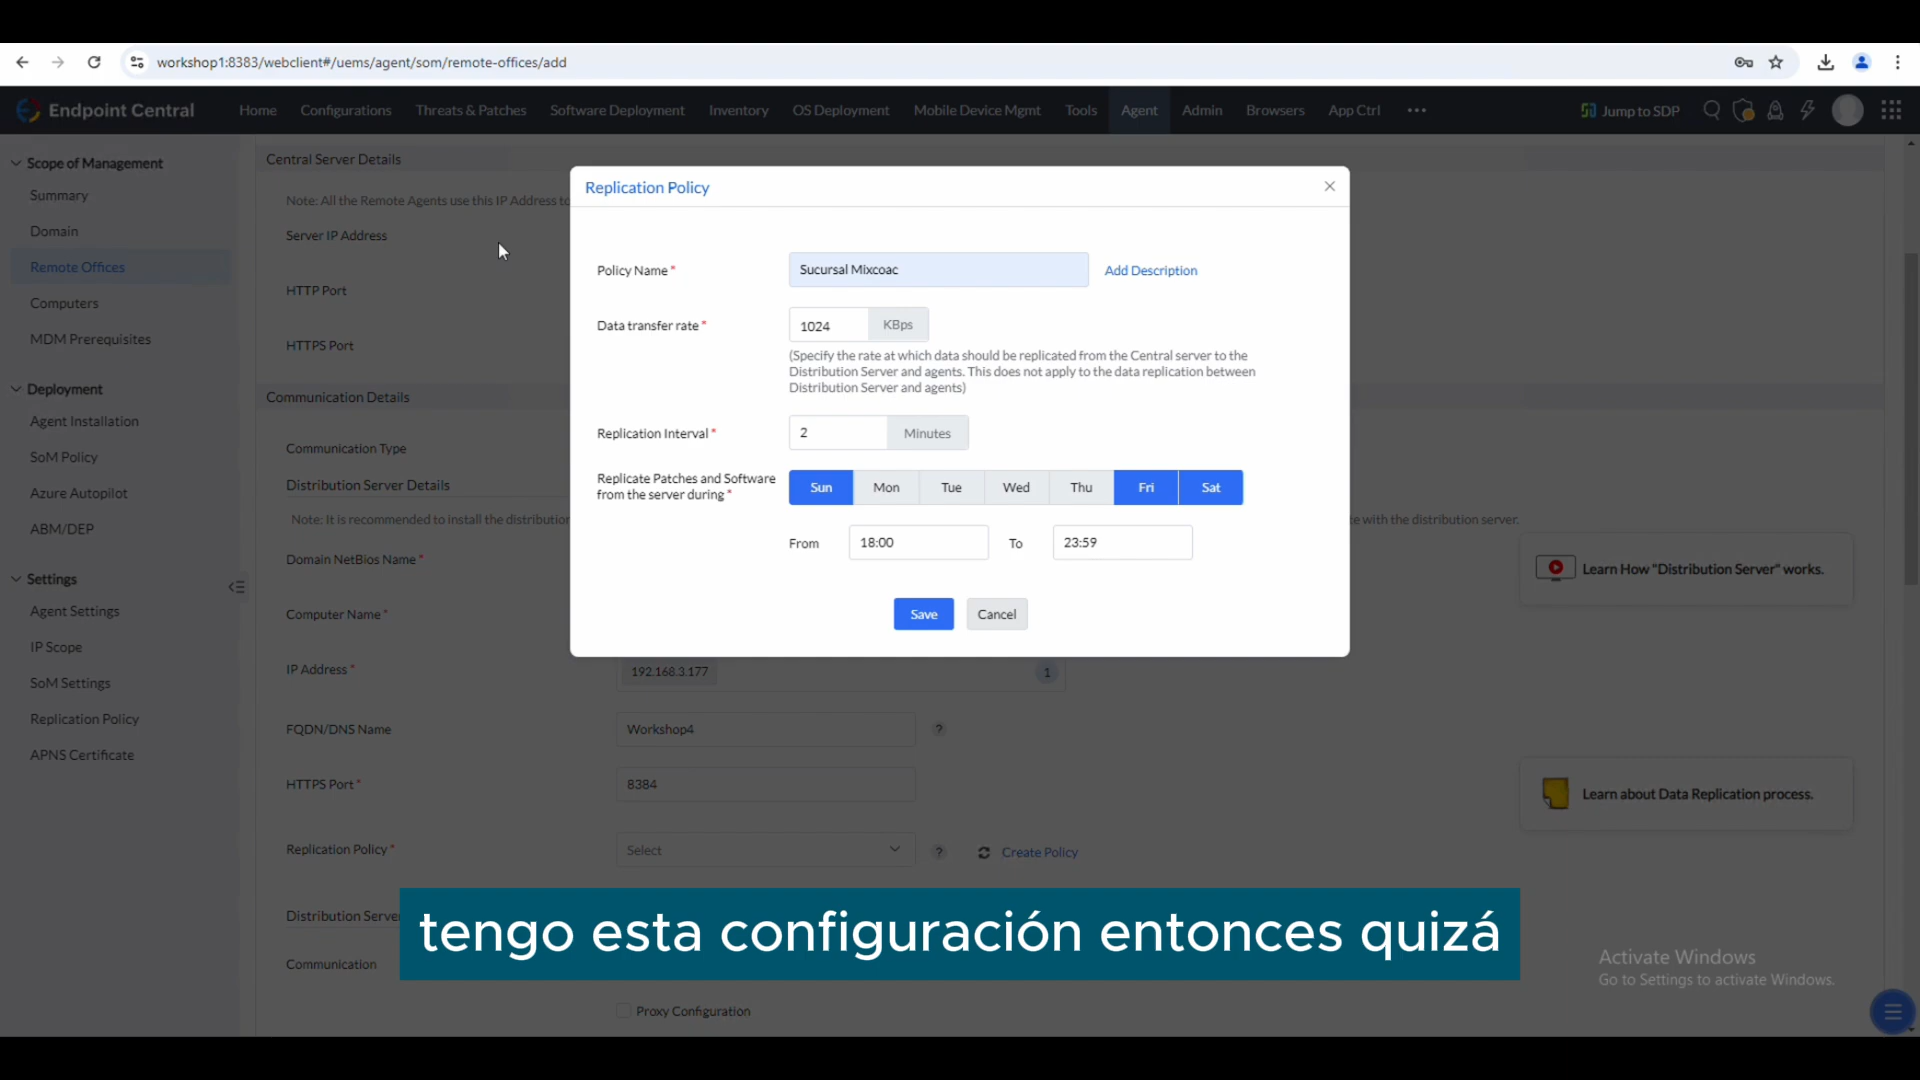 workshop1:8383/webclient#/uems/agent/som/remote-offices/add
Endpoint Central
Home
Configurations
Threats & Patches
Software Deployment
Inventory
OS Deployment
Mobile Device Mgmt
Tools
Agent
Admin
Browsers
App Ctrl
Jump to SDP
Scope of Management
Summary
Domain
Remote Offices
Computers
MDM Prerequisites
Deployment
Agent Installation
SoM Policy
Azure Autopilot
ABM/DEP
Settings
Agent Settings
IP Scope
SoM Settings
Replication Policy
APNS Certificate
Central Server Details
Note: All the Remote Agents use this IP Address to
Server IP Address
HTTP Port
HTTPS Port
Communication Details
Communication Type
Distribution Server Details
Note: It is recommended to install the distribution
te with the distribution server.
Domain NetBios Name*
Computer Name*
IP Address*
192.168.3.177
1
FQDN/DNS Name
Workshop4
?
HTTPS Port*
8384
Replication Policy*
Select
?
Create Policy
Distribution Serve
Communication
Proxy Configuration
Replication Policy
Policy Name*
Sucursal Mixcoac
Add Description
Data transfer rate*
1024
KBps
(Specify the rate at which data should be replicated from the Central server to the
Distribution Server and agents. This does not apply to the data replication between
Distribution Server and agents)
Replication Interval*
2
Minutes
Replicate Patches and Software
from the server during*
Sun
Mon
Tue
Wed
Thu
Fri
Sat
From
18:00
To
23:59
Save
Cancel
Learn How "Distribution Server" works.
Learn about Data Replication process.
tengo esta configuración entonces quizá
Activate Windows
Go to Settings to activate Windows.